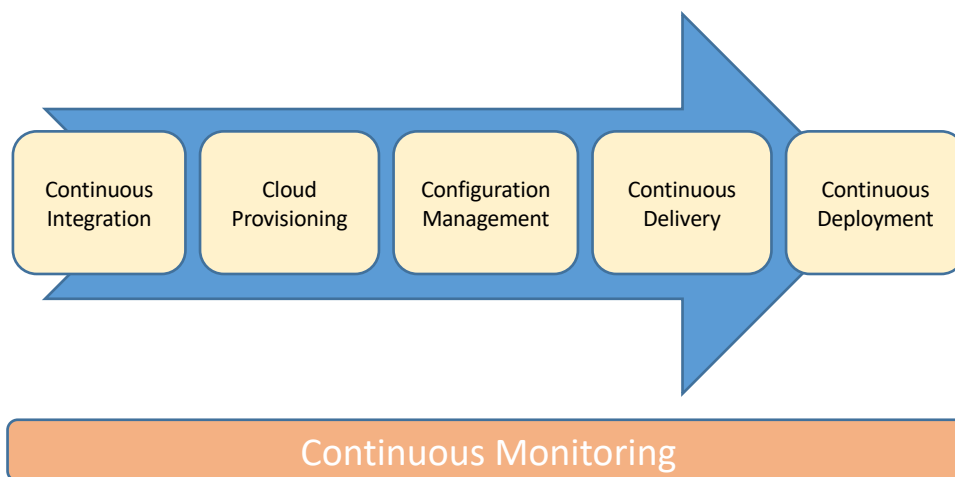 Continuous
Integration
Cloud
Provisioning
Configuration
Management
Continuous
Delivery
Continuous
Deployment
Continuous Monitoring